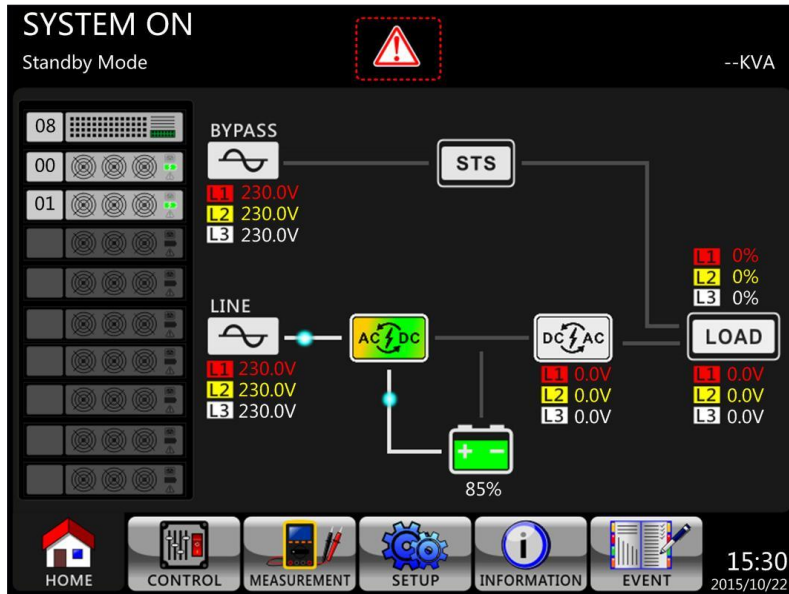 SYSTEM ON
Standby Mode
--KVA
08
00
01
BYPASS
L1 230.0V
L2 230.0V
L3 230.0V
STS
L1 0%
L2 0%
L3 0%
LINE
AC DC
DC AC
LOAD
L1 230.0V
L2 230.0V
L3 230.0V
L1 0.0V
L2 0.0V
L3 0.0V
L1 0.0V
L2 0.0V
L3 0.0V
+ −
85%
HOME
CONTROL
MEASUREMENT
SETUP
INFORMATION
EVENT
15:30
2015/10/22